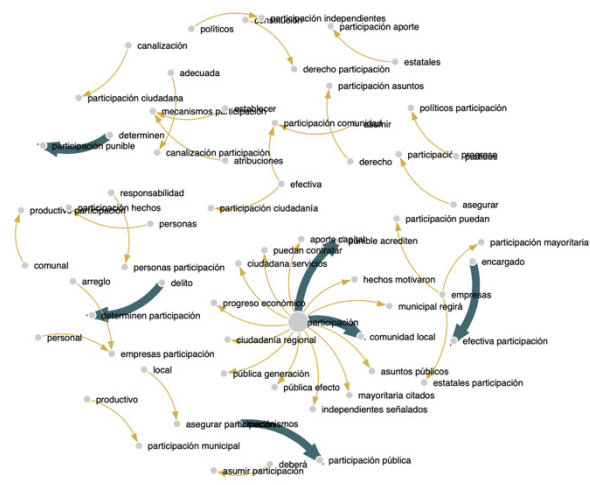 participación independientes
políticos
constitución
participación aporte
canalización
estatales
adecuada
derecho participación
participación asuntos
participación ciudadana
mecanismos participación
establecer
políticos participación
participación comunidad
asumir
determinen
participación punible
canalización participación
atribuciones
derecho
participación progreso
efectiva
responsabilidad
participación hechos
productivo participación
participación ciudadanía
asegurar
personas
participación puedan
aporte capital
punible acrediten
participación mayoritaria
puedan contratar
ciudadana servicios
encargado
comunal
personas participación
arreglo
delito
hechos motivaron
empresas
progreso económico
municipal regirá
determinen participación
participación
personal
ciudadanía regional
comunidad local
efectiva participación
empresas participación
local
pública generación
asuntos públicos
estatales participación
pública efecto
mayoritaria citados
productivo
independientes señalados
asegurar participación
participación municipal
participación pública
deberá
asumir participación